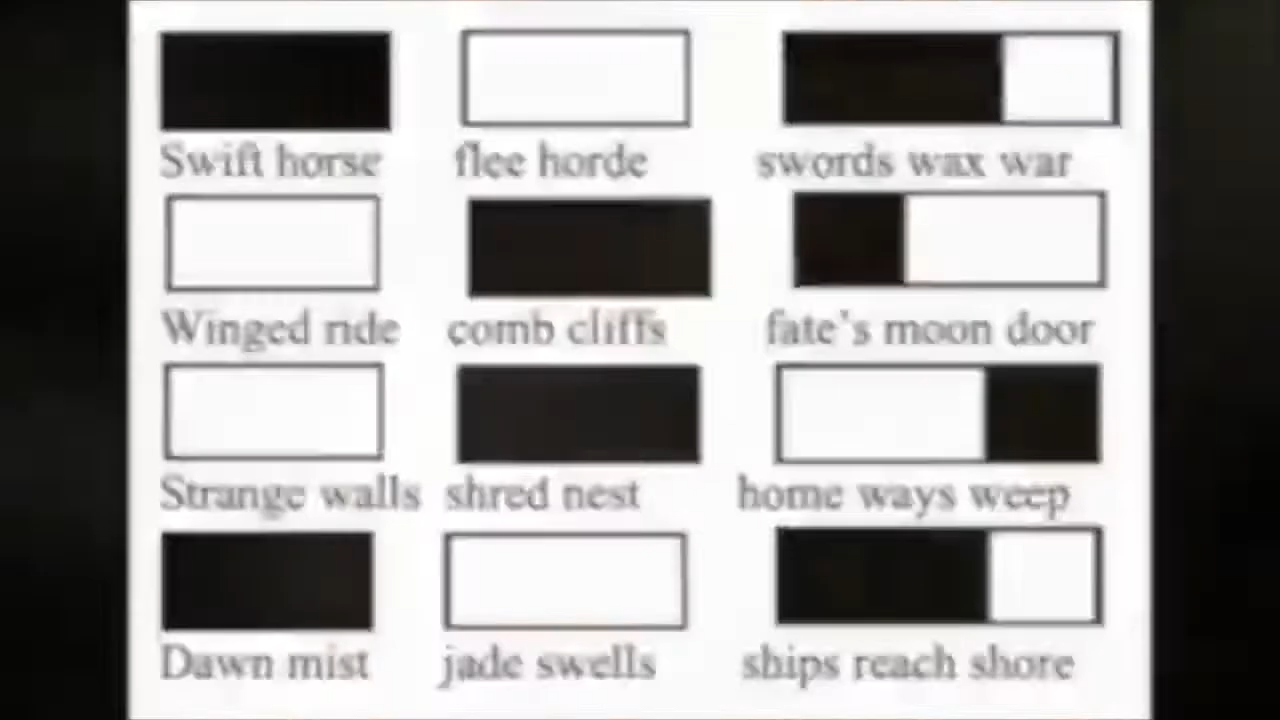 Swift horse flee horde swords wax war
Winged ride comb cliffs fate's moon door
Strange walls shred nest home ways weep
Dawn mist jade swells ships reach shore